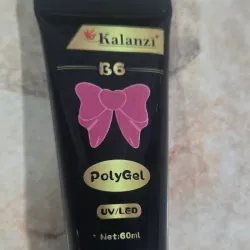 Kalanzi
B6
PolyGel
UV/LED
Net:60ml